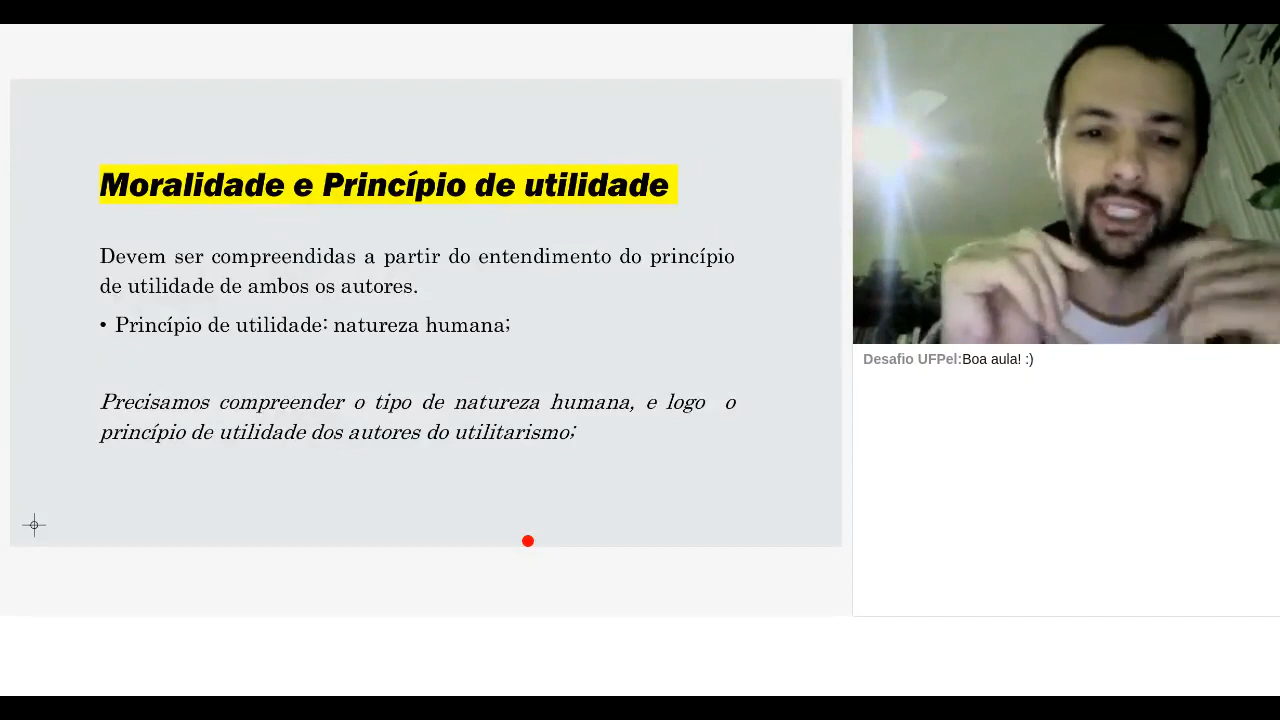 Moralidade e Princípio de utilidade
Devem ser compreendidas a partir do entendimento do princípio
de utilidade de ambos os autores.
• Princípio de utilidade: natureza humana;
Precisamos compreender o tipo de natureza humana, e logo o
princípio de utilidade dos autores do utilitarismo;
Desafio UFPel:Boa aula! :)